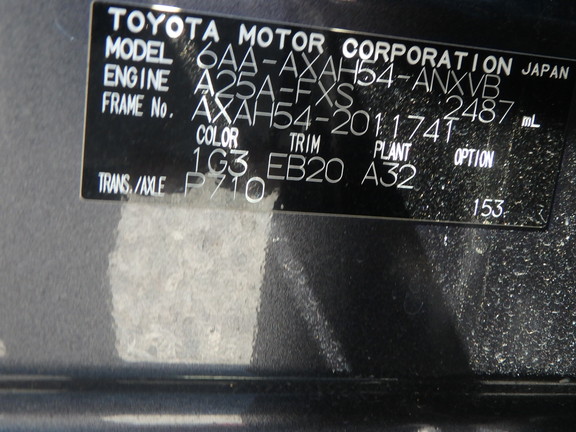 TOYOTA MOTOR CORPORATION JAPAN
MODEL 6AA-AXAH54-ANXVB
ENGINE A25A-FXS 2487 mL
FRAME No. AXAH54-2011741
COLOR TRIM PLANT OPTION
1G3 EB20 A32
TRANS./AXLE P710
153